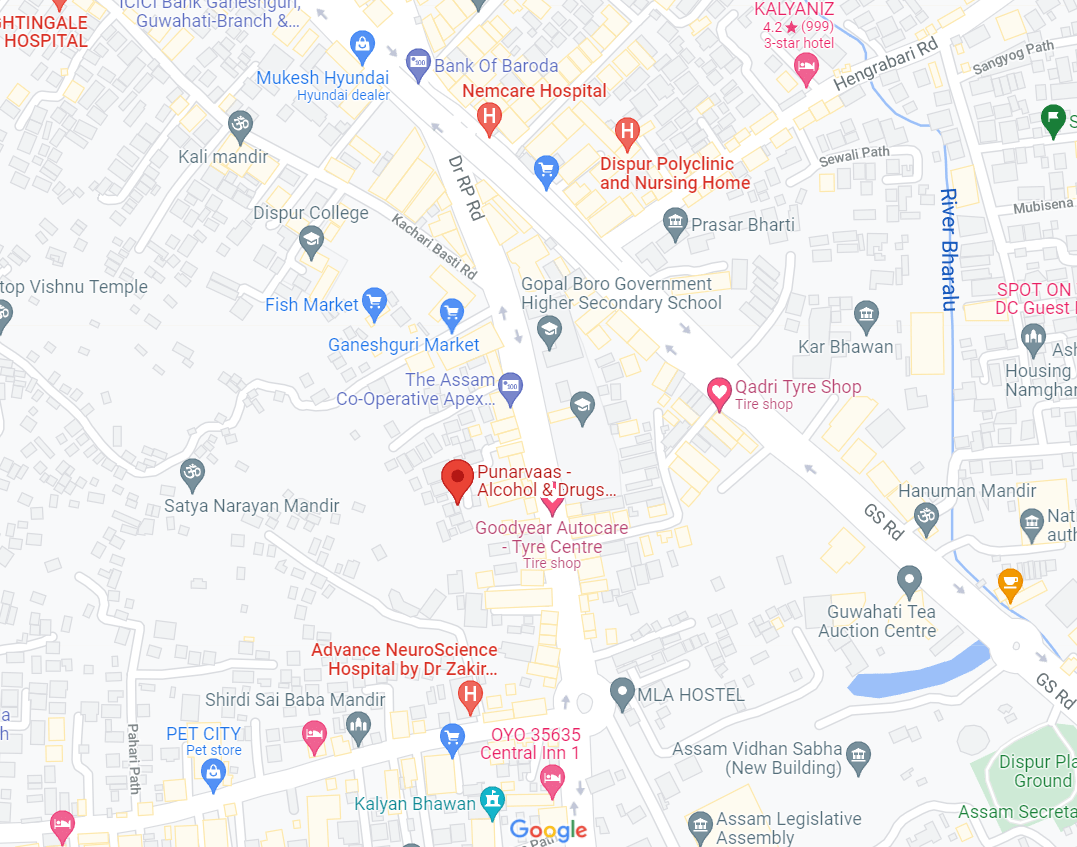 ICICI Bank Ganeshguri,
Guwahati-Branch &...
HOSPITAL
KALYANIZ
4.2★ (999)
3-star hotel
Hengrabari Rd
Sangyog Path
Mukesh Hyundai
Hyundai dealer
Bank Of Baroda
Nemcare Hospital
Kali mandir
Dr RP Rd
Dispur Polyclinic
and Nursing Home
Sewali Path
River Bharalu
Mubisena
Dispur College
Kachari Basti Rd
Prasar Bharti
top Vishnu Temple
Fish Market
Ganeshguri Market
Gopal Boro Government
Higher Secondary School
SPOT ON
DC Guest
Kar Bhawan
Housing
Namghar
The Assam
Co-Operative Apex...
Qadri Tyre Shop
Tire shop
Satya Narayan Mandir
Punarvaas -
Alcohol & Drugs...
Goodyear Autocare
- Tyre Centre
Tire shop
Hanuman Mandir
GS Rd
Guwahati Tea
Auction Centre
Advance NeuroScience
Hospital by Dr Zakir...
Shirdi Sai Baba Mandir
MLA HOSTEL
GS Rd
PET CITY
Pet store
Pahari Path
OYO 35635
Central Inn 1
Assam Vidhan Sabha
(New Building)
Dispur
Ground
Kalyan Bhawan
Google
Assam Legislative
Assembly
Assam